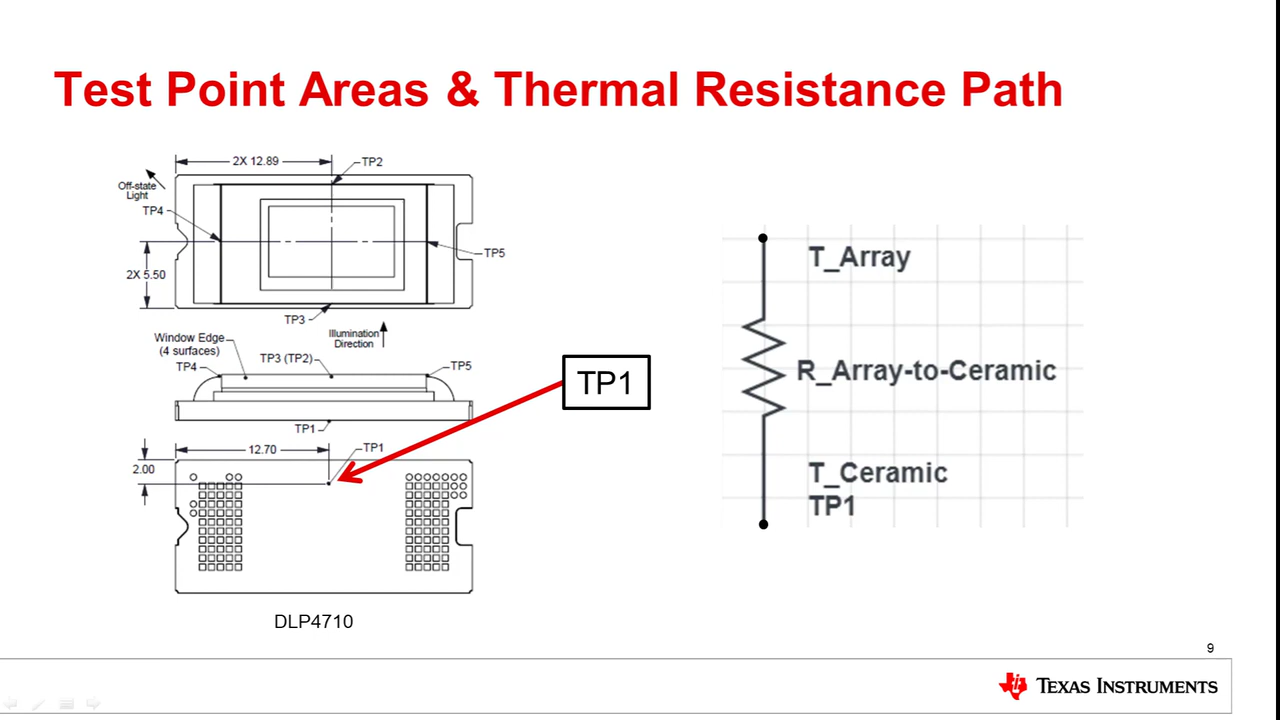 Test Point Areas & Thermal Resistance Path
2X 12.89
TP2
Off-state
Light
TP4
TP5
2X 5.50
TP3
Illumination
Direction
Window Edge
(4 surfaces)
TP3 (TP2)
TP4
TP5
TP1
TP1
12.70
TP1
2.00
DLP4710
T_Array
R_Array-to-Ceramic
T_Ceramic
TP1
9
TEXAS INSTRUMENTS